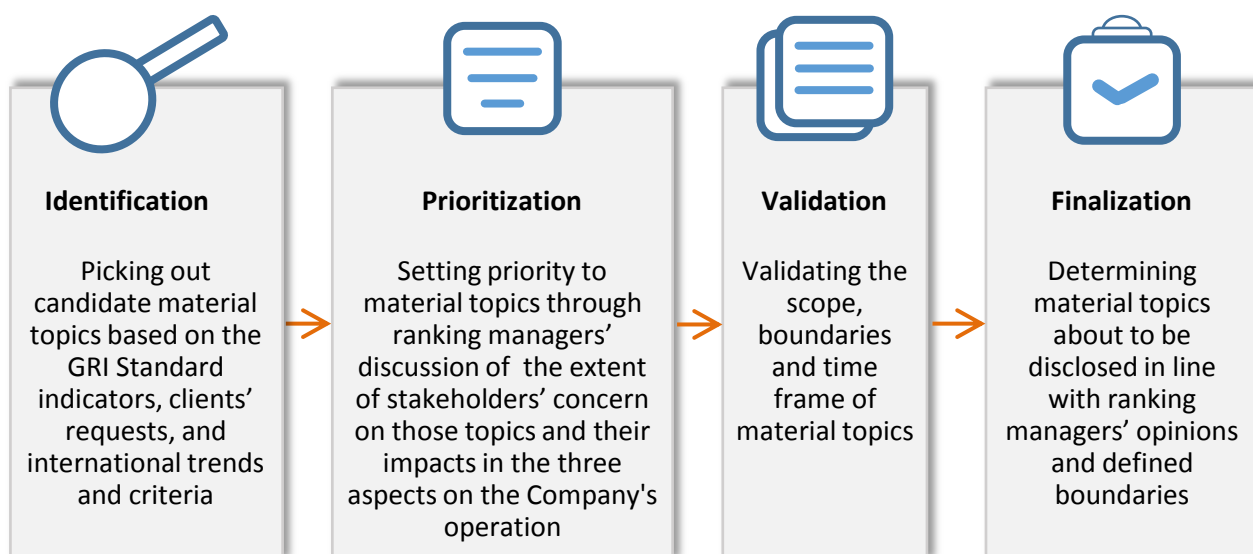 Identification
Picking out
candidate material
topics based on the
GRI Standard
indicators, clients’
requests, and
international trends
and criteria
Prioritization
Setting priority to
material topics through
ranking managers’
discussion of  the extent
of stakeholders’ concern
on those topics and their
impacts in the three
aspects on the Company's
operation
Validation
Validating the
scope,
boundaries
and time
frame of
material topics
Finalization
Determining
material topics
about to be
disclosed in line
with ranking
managers’ opinions
and defined
boundaries